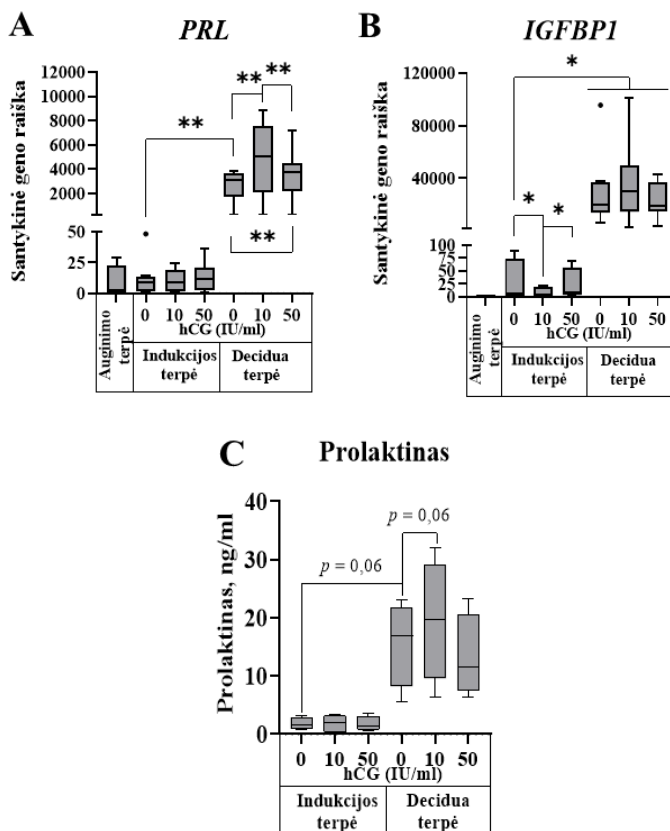 A
PRL
Santykinė geno raiška
12000
10000
8000
6000
4000
2000
50
25
0
**
**
**
**
0 10 50 0 10 50
hCG (IU/ml)
Auginimo
terpė
Indukcijos
terpė
Decidua
terpė
B
IGFBP1
Santykinė geno raiška
120000
80000
40000
100
75
50
25
0
*
*
*
0 10 50 0 10 50
hCG (IU/ml)
Auginimo
terpė
Indukcijos
terpė
Decidua
terpė
C
Prolaktinas
Prolaktinas, ng/ml
40
30
20
10
0
p = 0,06
p = 0,06
0 10 50 0 10 50
hCG (IU/ml)
Indukcijos
terpė
Decidua
terpė